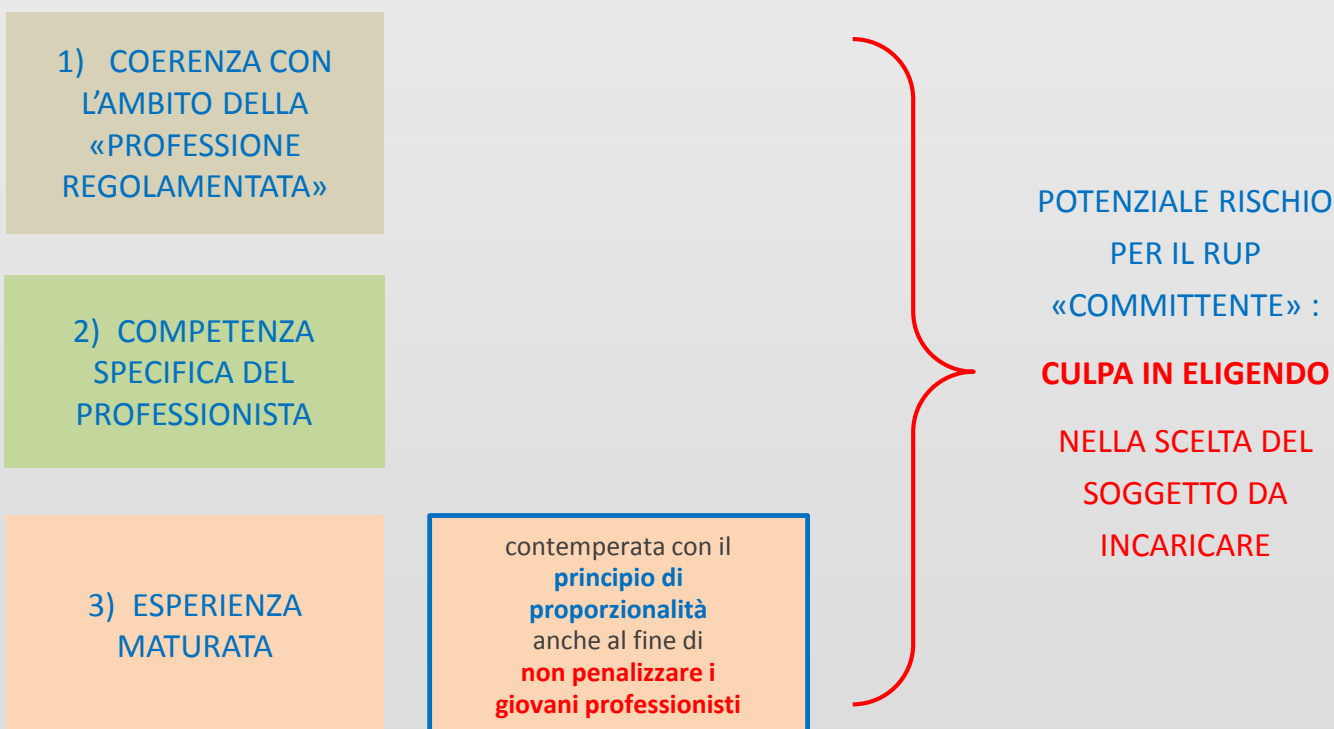 1) COERENZA CON
L'AMBITO DELLA
«PROFESSIONE
REGOLAMENTATA»
2) COMPETENZA
SPECIFICA DEL
PROFESSIONISTA
3) ESPERIENZA
MATURATA
contemperata con il
principio di
proporzionalità
anche al fine di
non penalizzare i
giovani professionisti
POTENZIALE RISCHIO
PER IL RUP
«COMMITTENTE» :
CULPA IN ELIGENDO
NELLA SCELTA DEL
SOGGETTO DA
INCARICARE